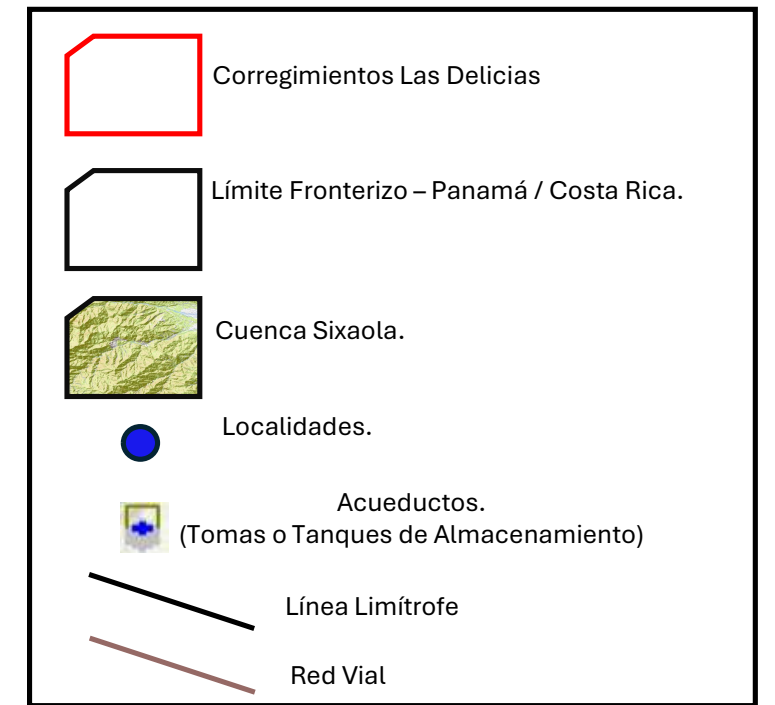 Corregimientos Las Delicias
Límite Fronterizo – Panamá / Costa Rica.
Cuenca Sixaola.
Localidades.
Acueductos.
(Tomas o Tanques de Almacenamiento)
Línea Limítrofe
Red Vial